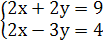 2x + 2y = 9
2x − 3y = 4